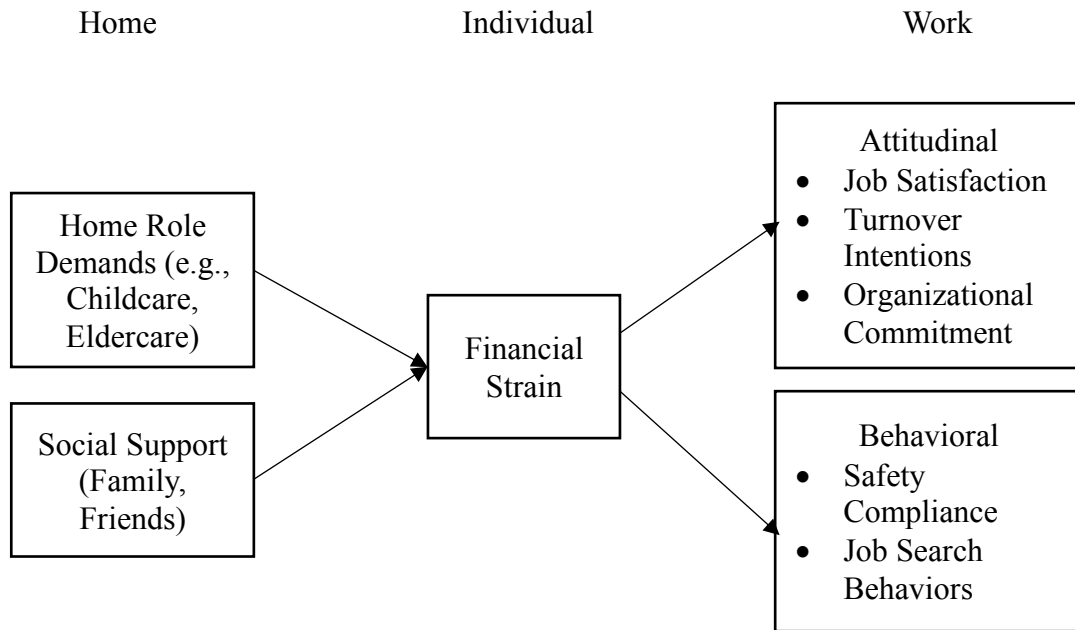 Home
Individual
Work
Home Role
Demands (e.g.,
Childcare,
Eldercare)
Social Support
(Family,
Friends)
Financial
Strain
Attitudinal
• Job Satisfaction
• Turnover
Intentions
• Organizational
Commitment
Behavioral
• Safety
Compliance
• Job Search
Behaviors